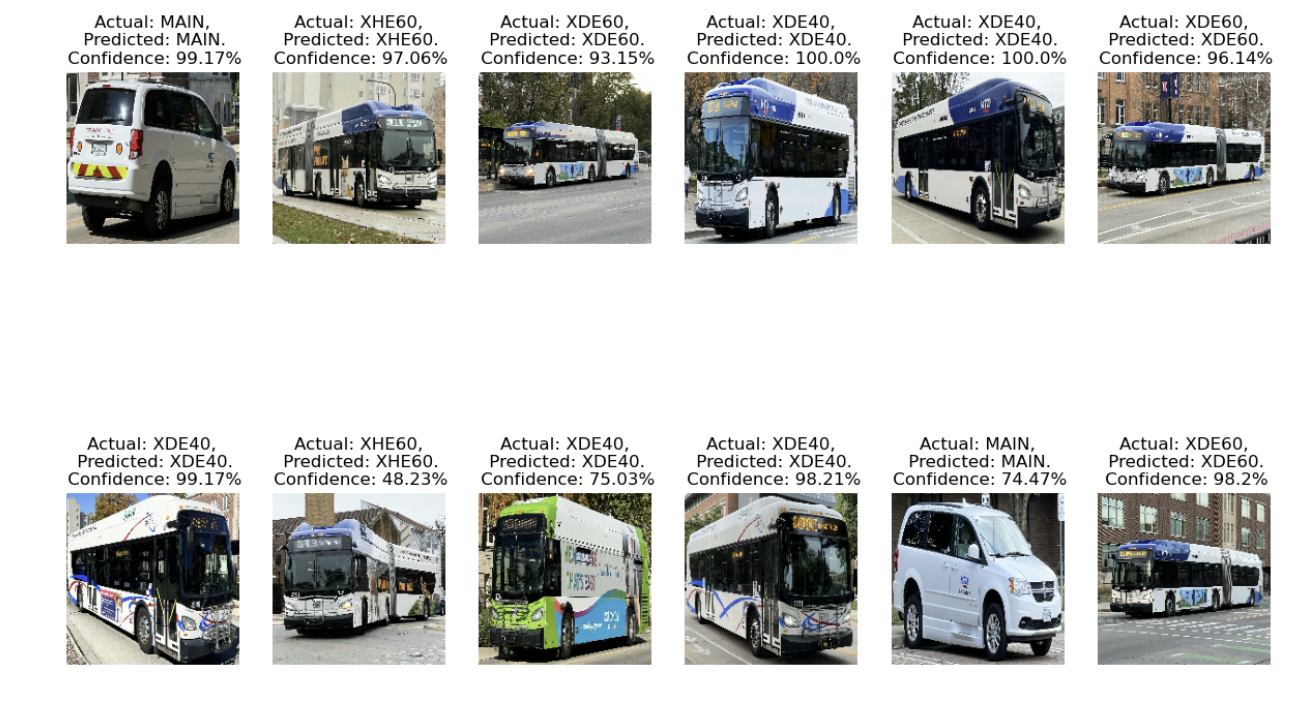 Actual: MAIN,
Predicted: MAIN.
Confidence: 99.17%
Actual: XHE60,
Predicted: XHE60.
Confidence: 97.06%
Actual: XDE60,
Predicted: XDE60.
Confidence: 93.15%
Actual: XDE40,
Predicted: XDE40.
Confidence: 100.0%
Actual: XDE40,
Predicted: XDE40.
Confidence: 100.0%
Actual: XDE60,
Predicted: XDE60.
Confidence: 96.14%
Actual: XDE40,
Predicted: XDE40.
Confidence: 99.17%
Actual: XHE60,
Predicted: XHE60.
Confidence: 48.23%
Actual: XDE40,
Predicted: XDE40.
Confidence: 75.03%
Actual: XDE40,
Predicted: XDE40.
Confidence: 98.21%
Actual: MAIN,
Predicted: MAIN.
Confidence: 74.47%
Actual: XDE60,
Predicted: XDE60.
Confidence: 98.2%